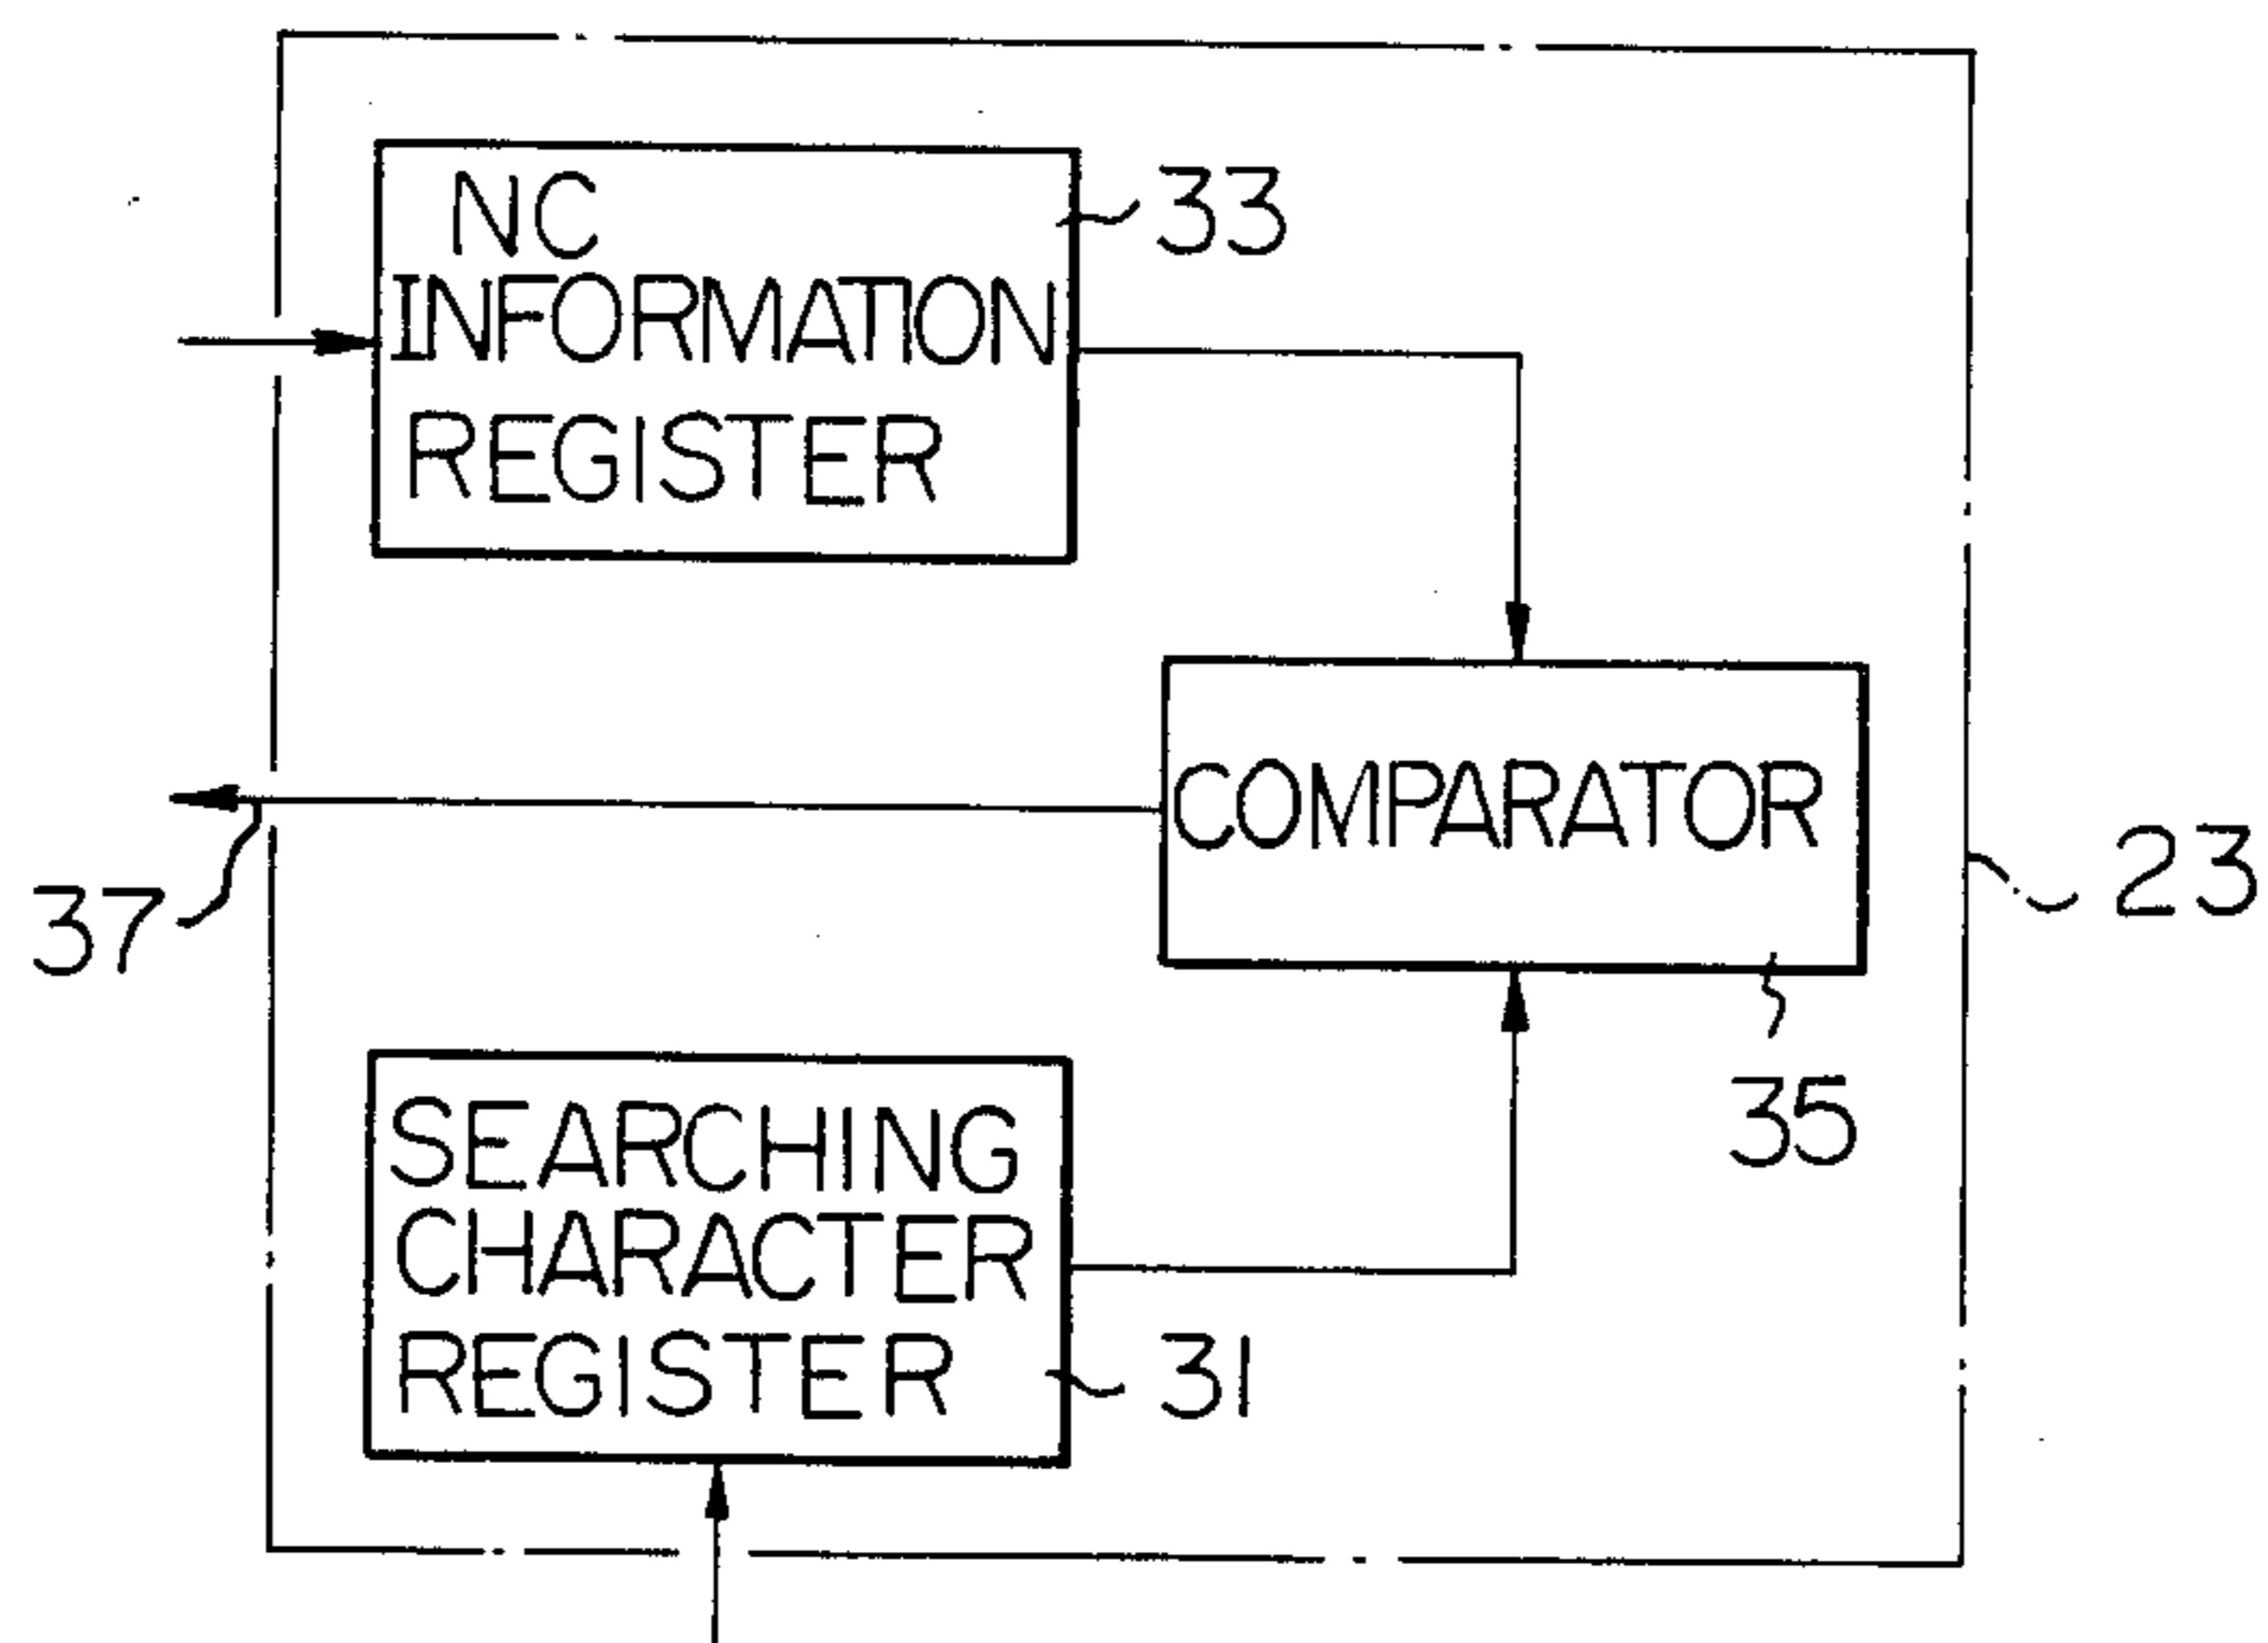 NC
INFORMATION
REGISTER
33
COMPARATOR
23
37
35
SEARCHING
CHARACTER
REGISTER
31